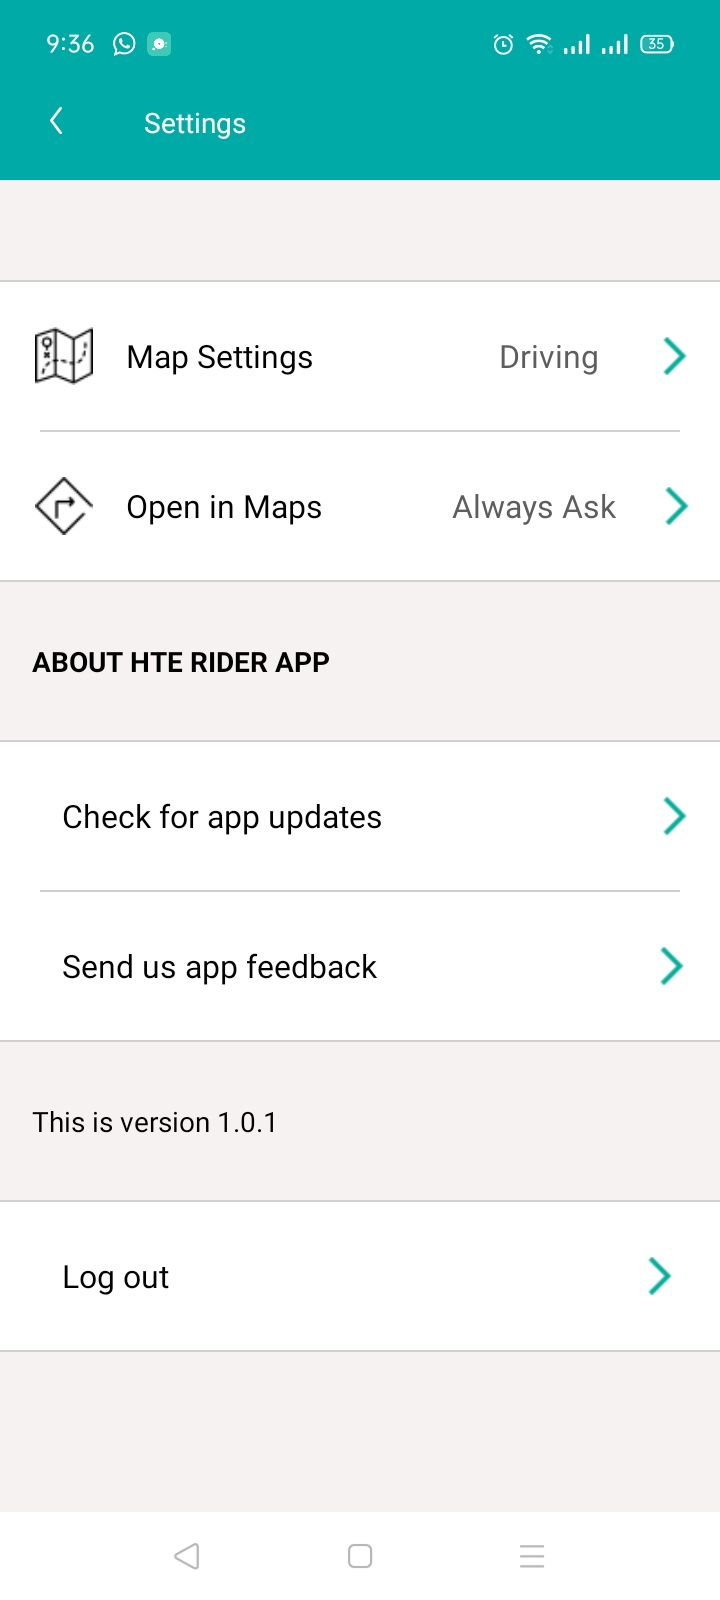 9:36
35
Settings
Map Settings Driving
Open in Maps Always Ask
ABOUT HTE RIDER APP
Check for app updates
Send us app feedback
This is version 1.0.1
Log out